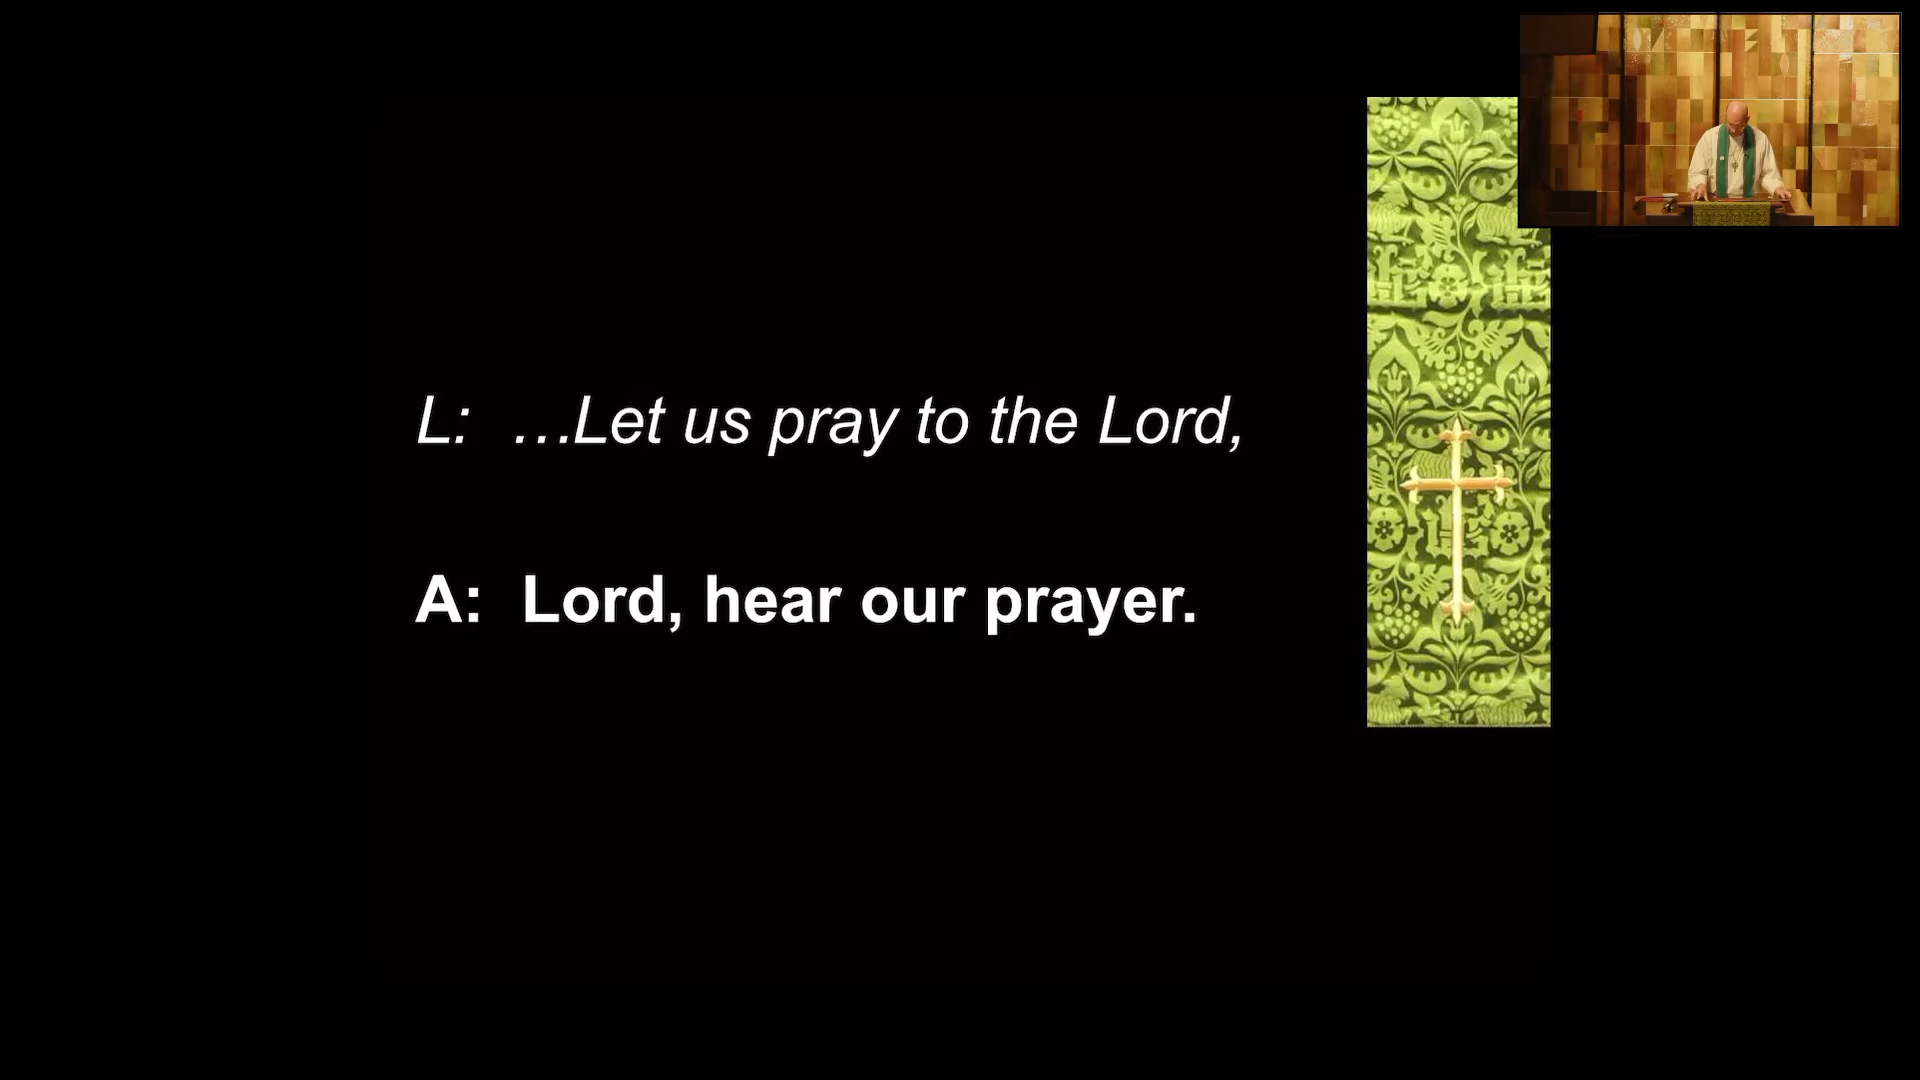 L: …Let us pray to the Lord,
A: Lord, hear our prayer.